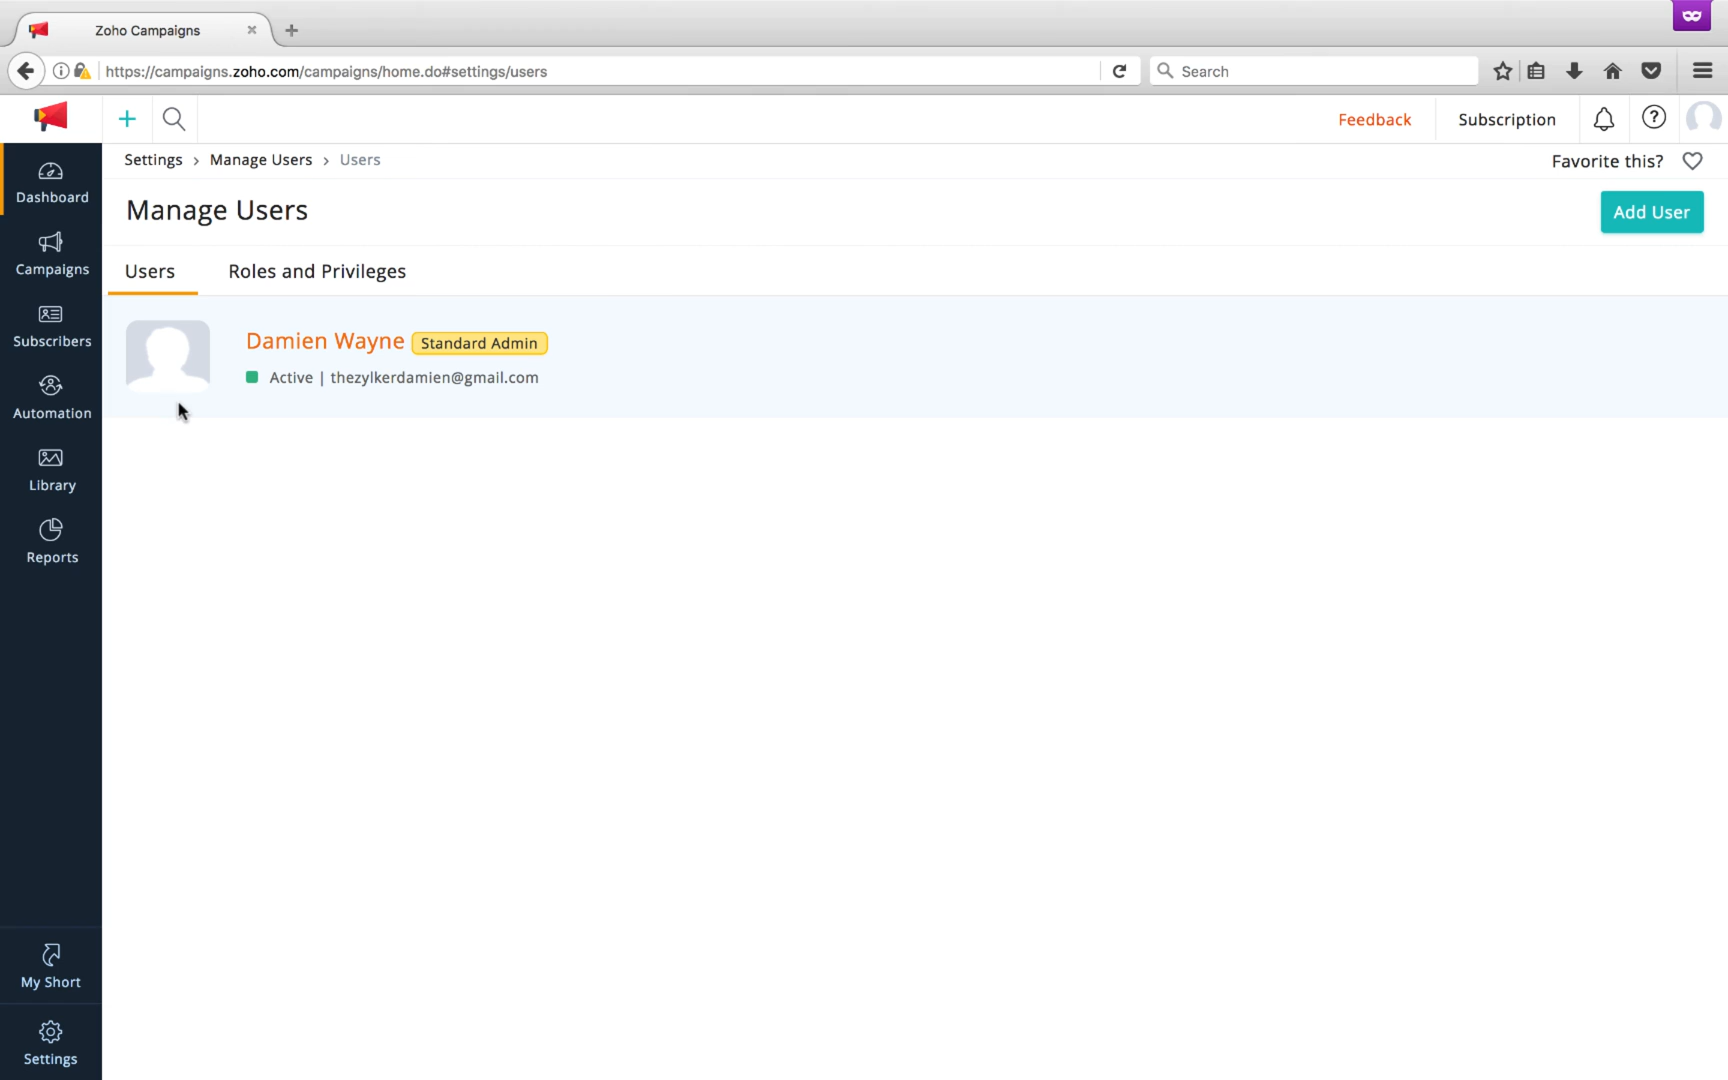 Zoho Campaigns
https://campaigns.zoho.com/campaigns/home.do#settings/users
Search
Feedback
Subscription
Settings > Manage Users > Users
Favorite this?
Manage Users
Add User
Users
Roles and Privileges
Damien Wayne
Standard Admin
Active | thezylkerdamien@gmail.com
Dashboard
Campaigns
Subscribers
Automation
Library
Reports
My Short
Settings